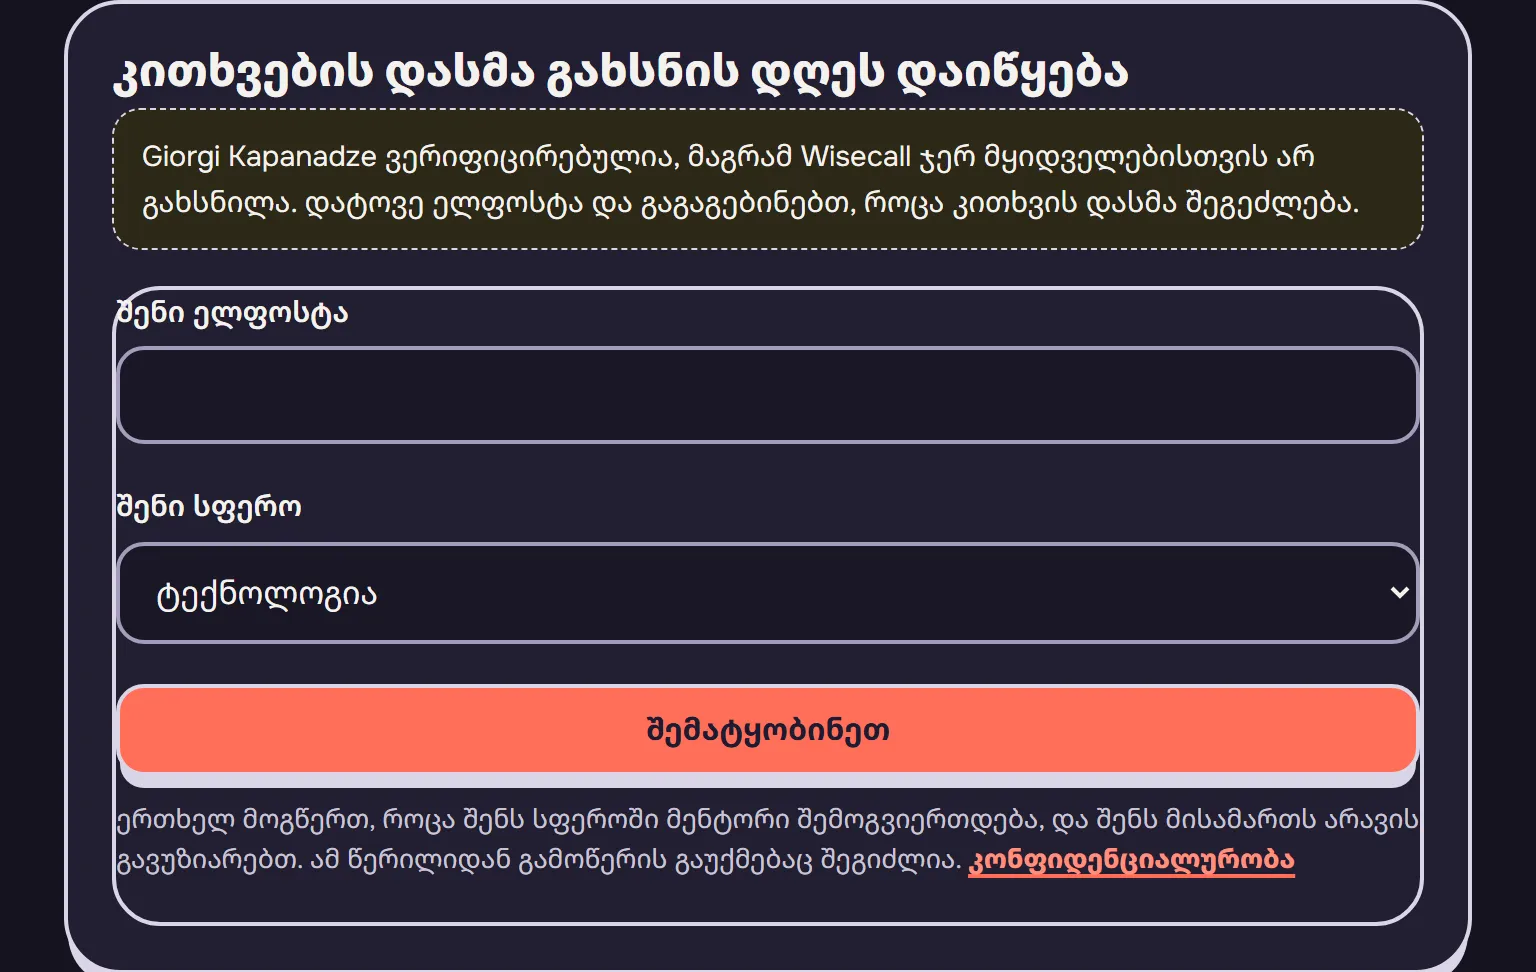 კითხვების დასმა გახსნის დღეს დაიწყება
Giorgi Kapanadze ვერიფიცირებულია, მაგრამ Wisecall ჯერ მყიდველებისთვის არ
გახსნილა. დატოვე ელფოსტა და გაგაგებინებთ, როცა კითხვის დასმა შეგეძლება.
შენი ელფოსტა
შენი სფერო
ტექნოლოგია
შემატყობინეთ
ერთხელ მოგწერთ, როცა შენს სფეროში მენტორი შემოგვიერთდება, და შენს მისამართს არავის
გავუზიარებთ. ამ წერილიდან გამოწერის გაუქმებაც შეგიძლია. კონფიდენციალურობა